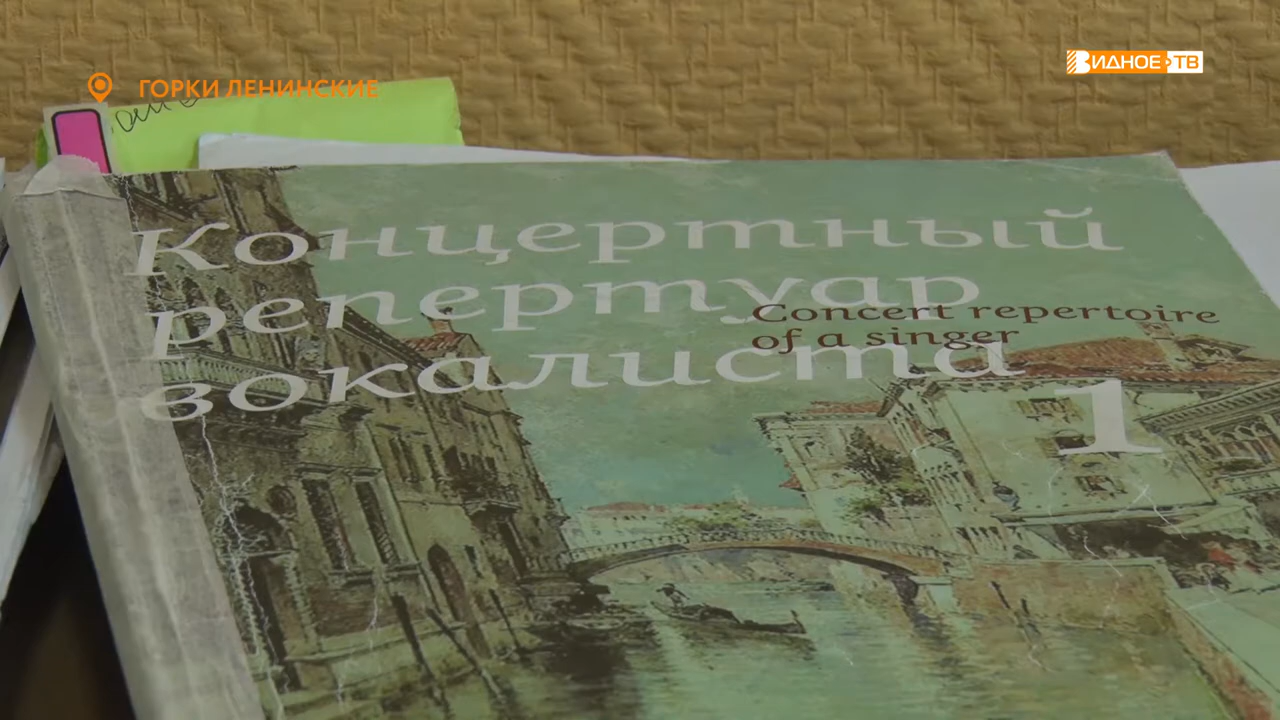 ГОРКИ ЛЕНИНСКИЕ
ВИДНОЕ ТВ
Концертный
репертуар
вокалиста
Concert repertoire
of a singer
1